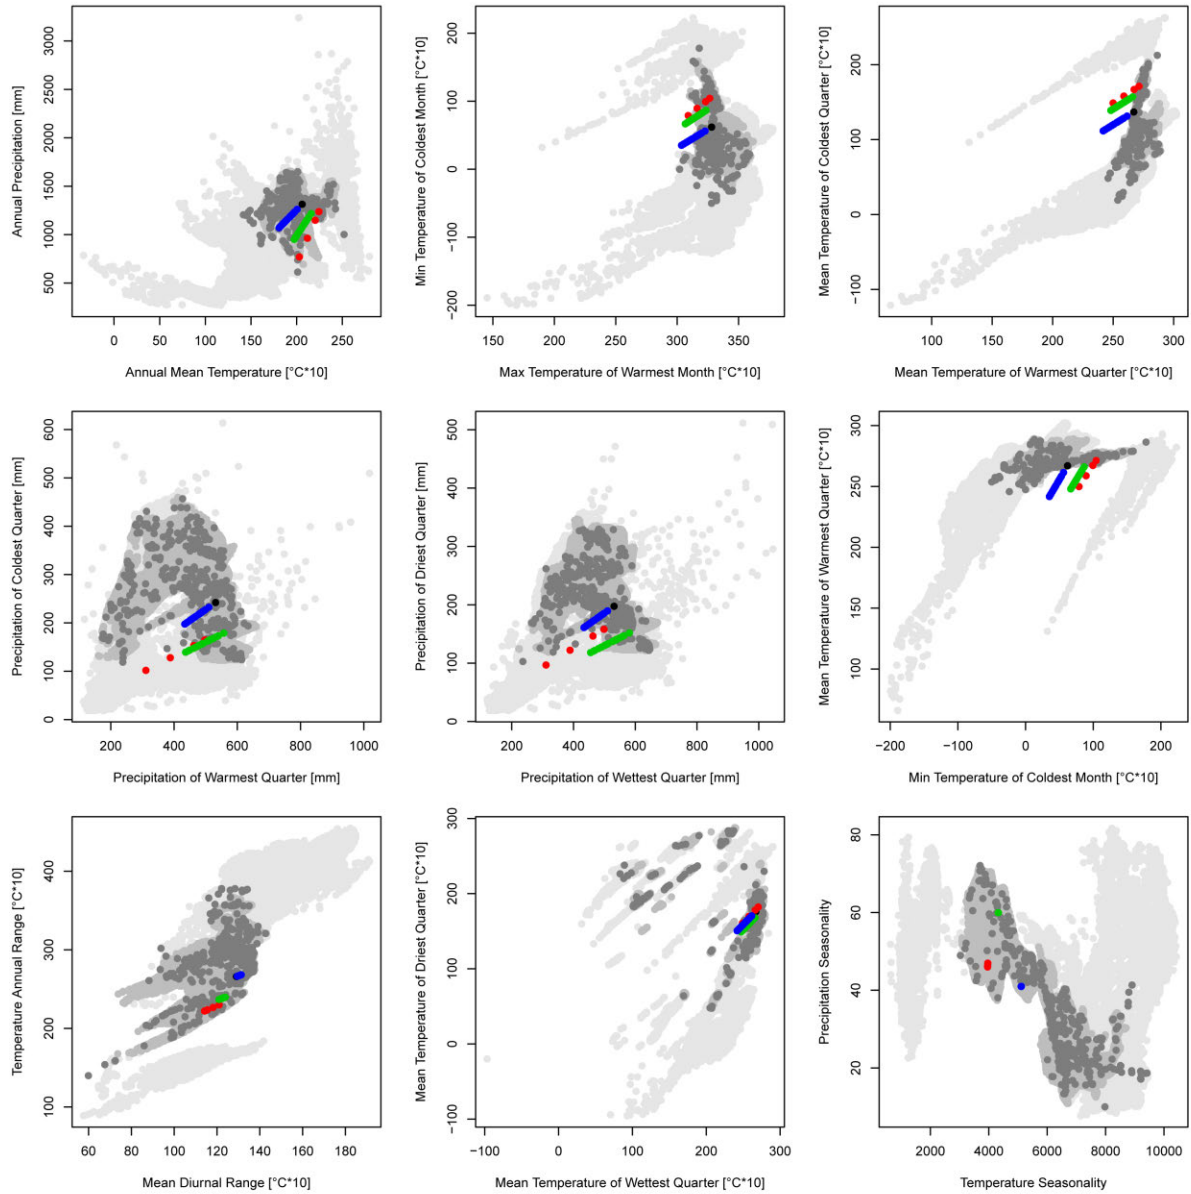 Annual Precipitation [mm]
3000
2500
2000
1500
1000
500
0 50 100 150 200 250
Annual Mean Temperature [°C*10]
Min Temperature of Coldest Month [°C*10]
200
100
0
−100
−200
150 200 250 300 350
Max Temperature of Warmest Month [°C*10]
Mean Temperature of Coldest Quarter [°C*10]
200
100
0
−100
100 150 200 250 300
Mean Temperature of Warmest Quarter [°C*10]
Precipitation of Coldest Quarter [mm]
600
500
400
300
200
100
0
200 400 600 800 1000
Precipitation of Warmest Quarter [mm]
Precipitation of Driest Quarter [mm]
500
400
300
200
100
0
200 400 600 800 1000
Precipitation of Wettest Quarter [mm]
Mean Temperature of Warmest Quarter [°C*10]
300
250
200
150
100
−200 −100 0 100 200
Min Temperature of Coldest Month [°C*10]
Temperature Annual Range [°C*10]
400
300
200
100
60 80 100 120 140 160 180
Mean Diurnal Range [°C*10]
Mean Temperature of Driest Quarter [°C*10]
300
200
100
0
−100
−100 0 100 200 300
Mean Temperature of Wettest Quarter [°C*10]
Precipitation Seasonality
80
60
40
20
2000 4000 6000 8000 10000
Temperature Seasonality